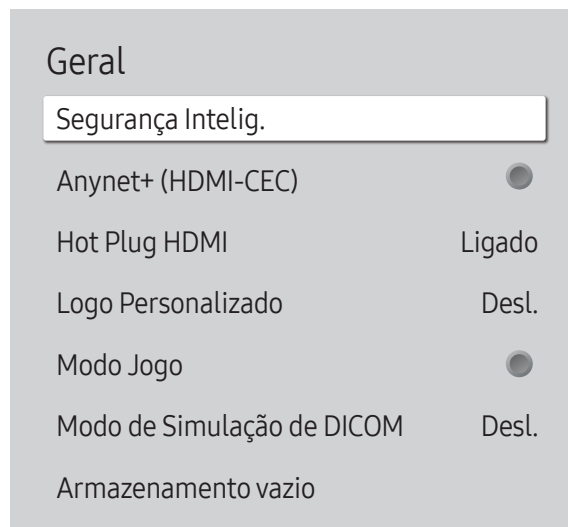 Geral
Segurança Intelig.
Anynet+ (HDMI-CEC)
Hot Plug HDMI Ligado
Logo Personalizado Desl.
Modo Jogo
Modo de Simulação de DICOM Desl.
Armazenamento vazio